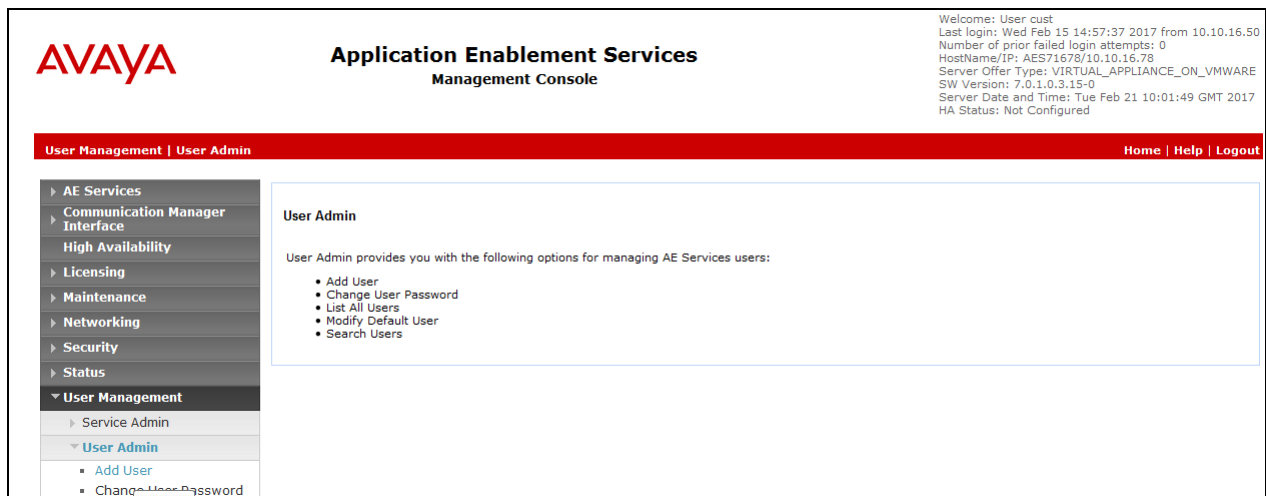 AVAYA
Application Enablement Services
Management Console
Welcome: User cust
Last login: Wed Feb 15 14:57:37 2017 from 10.10.16.50
Number of prior failed login attempts: 0
HostName/IP: AES71678/10.10.16.78
Server Offer Type: VIRTUAL_APPLIANCE_ON_VMWARE
SW Version: 7.0.1.0.3.15-0
Server Date and Time: Tue Feb 21 10:01:49 GMT 2017
HA Status: Not Configured
User Management | User Admin
Home | Help | Logout
AE Services
Communication Manager
Interface
High Availability
Licensing
Maintenance
Networking
Security
Status
User Management
Service Admin
User Admin
Add User
Change User Password
User Admin
User Admin provides you with the following options for managing AE Services users:
• Add User
• Change User Password
• List All Users
• Modify Default User
• Search Users